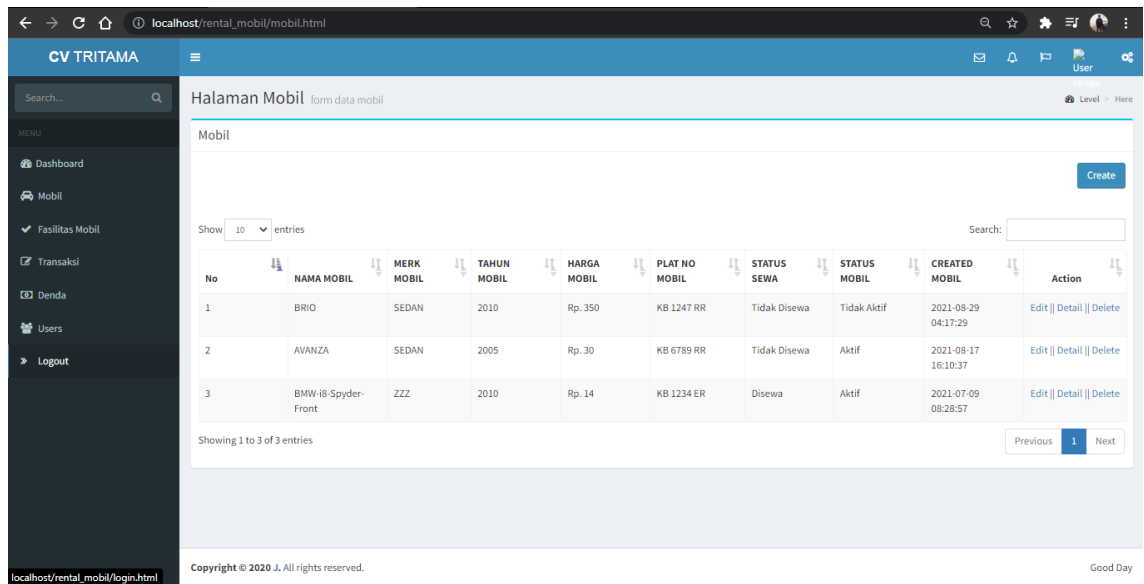 localhost/rental_mobil/mobil.html
CV TRITAMA
User
Image
Search...
Halaman Mobil form data mobil
Level > Here
MENU
Mobil
Dashboard
Create
Mobil
Fasilitas Mobil
Show 10 entries
Search:
Transaksi
No
NAMA MOBIL
MERK MOBIL
TAHUN MOBIL
HARGA MOBIL
PLAT NO MOBIL
STATUS SEWA
STATUS MOBIL
CREATED MOBIL
Action
Denda
1 BRIO SEDAN 2010 Rp. 350 KB 1247 RR Tidak Disewa Tidak Aktif 2021-08-29 Edit || Detail || Delete
04:17:29
Users
2 AVANZA SEDAN 2005 Rp. 30 KB 6789 RR Tidak Disewa Aktif 2021-08-17 Edit || Detail || Delete
16:10:37
» Logout
3 BMW-i8-Spyder- ZZZ 2010 Rp. 14 KB 1234 ER Disewa Aktif 2021-07-09 Edit || Detail || Delete
Front 08:28:57
Showing 1 to 3 of 3 entries
Previous 1 Next
Copyright © 2020 J. All rights reserved.
Good Day
localhost/rental_mobil/login.html